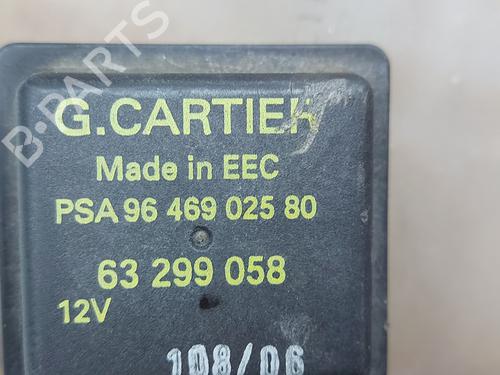 G.CARTIER
Made in EEC
PSA 96 469 025 80
63 299 058
12V
108/06
B-PARTS